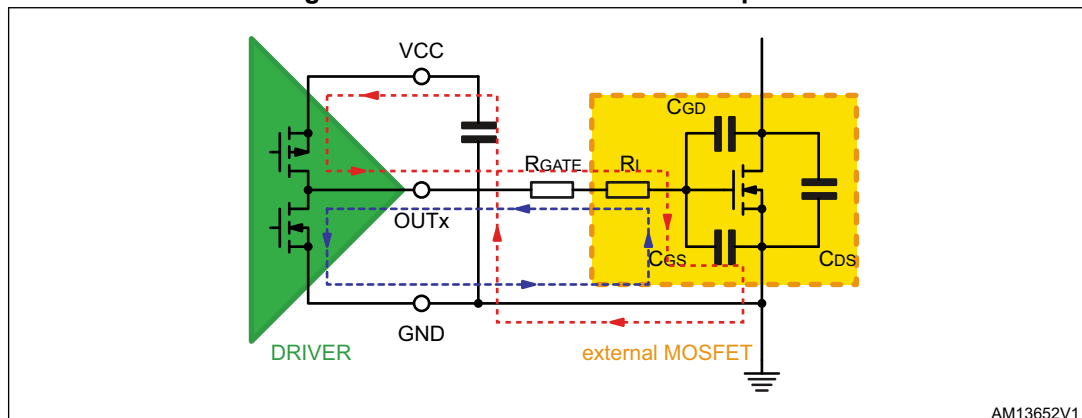 VCC
CGD
RGATE
RI
OUTx
CGS
CDS
GND
DRIVER
external MOSFET
AM13652V1